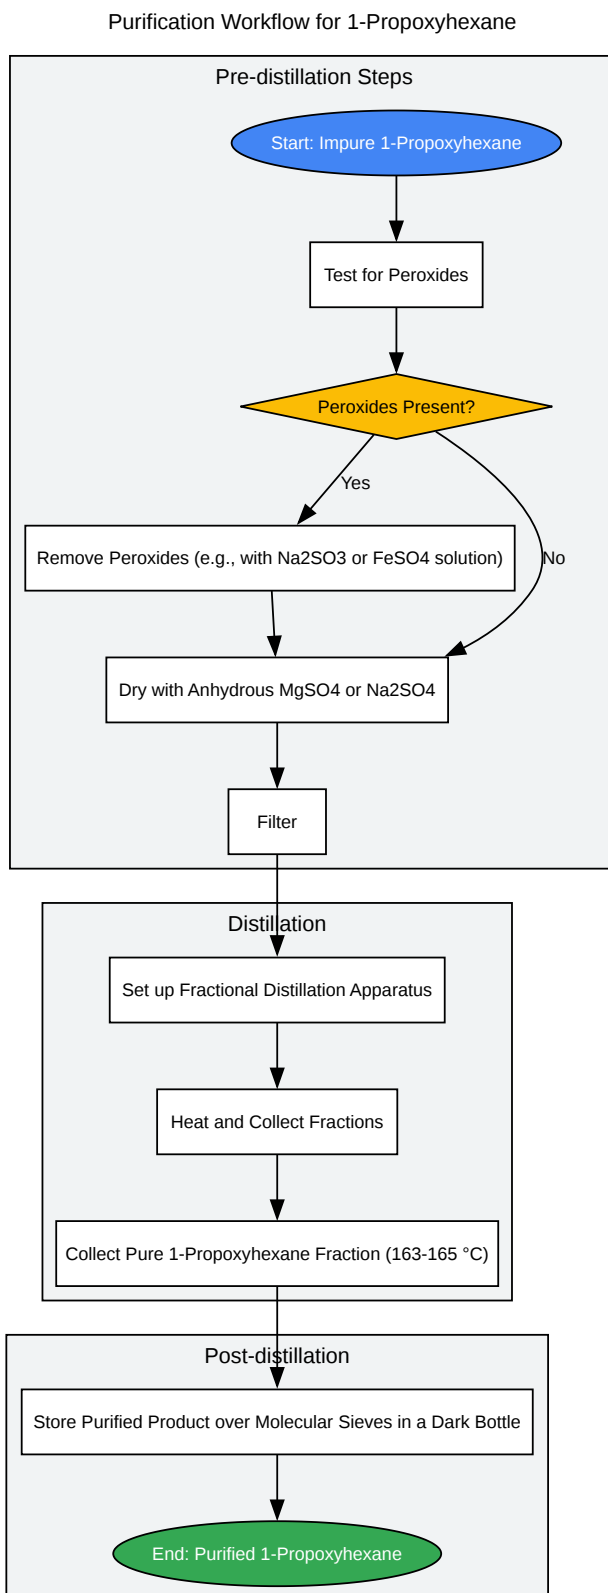 Purification Workflow for 1-Propoxyhexane
Pre-distillation Steps
Start: Impure 1-Propoxyhexane
Test for Peroxides
Peroxides Present?
Yes
Remove Peroxides (e.g., with Na2SO3 or FeSO4 solution)
No
Dry with Anhydrous MgSO4 or Na2SO4
Filter
Distillation
Set up Fractional Distillation Apparatus
Heat and Collect Fractions
Collect Pure 1-Propoxyhexane Fraction (163-165 °C)
Post-distillation
Store Purified Product over Molecular Sieves in a Dark Bottle
End: Purified 1-Propoxyhexane